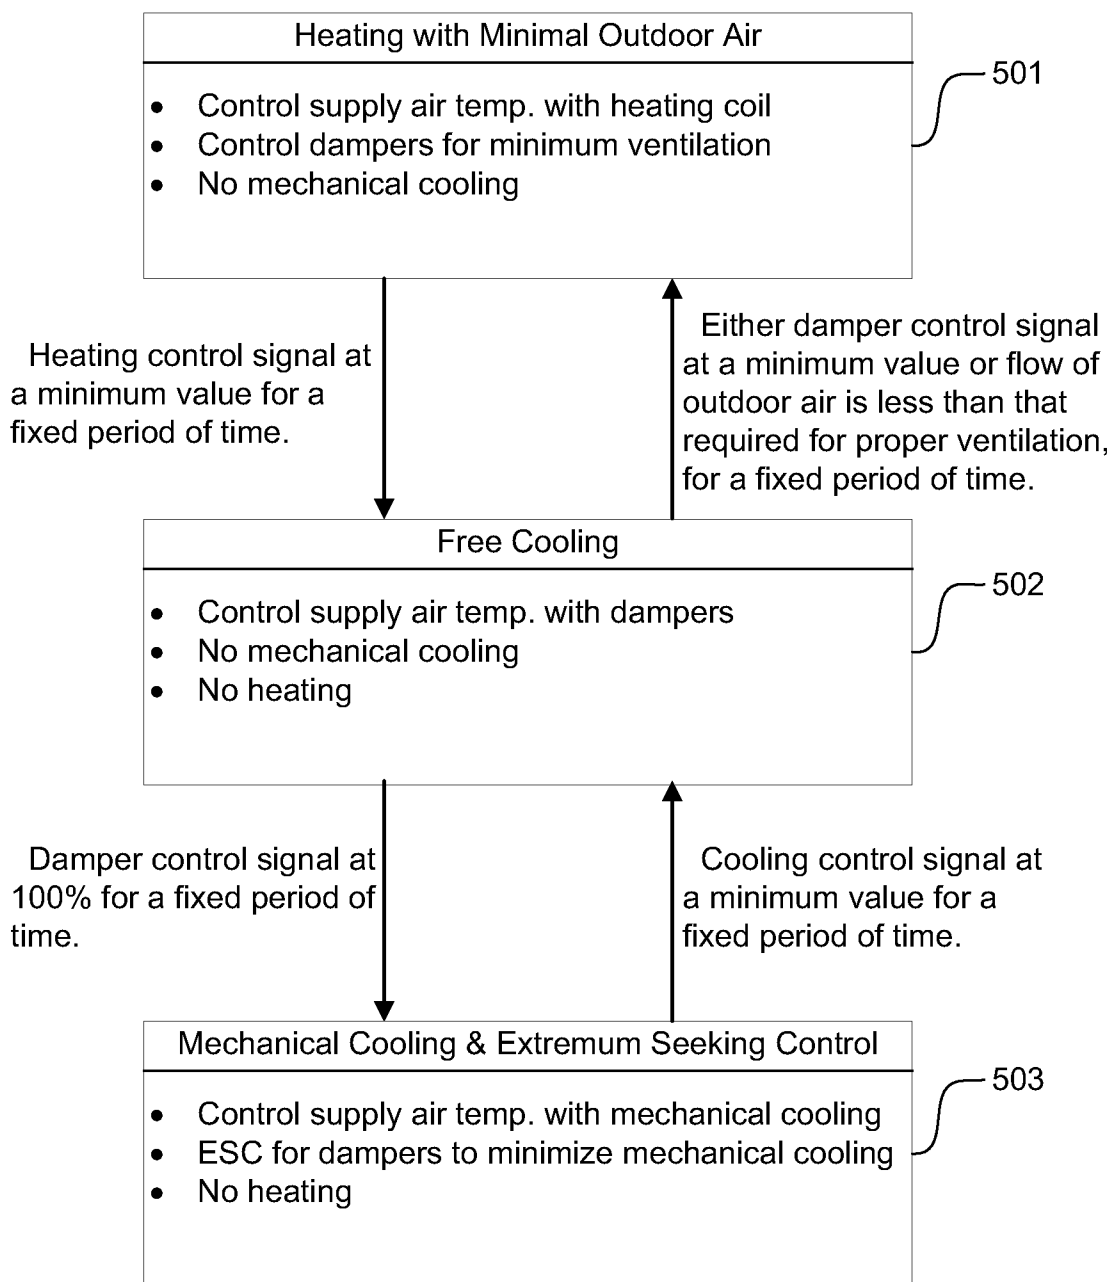 Heating with Minimal Outdoor Air
501
• Control supply air temp. with heating coil
• Control dampers for minimum ventilation
• No mechanical cooling
Heating control signal at
a minimum value for a
fixed period of time.
Either damper control signal
at a minimum value or flow of
outdoor air is less than that
required for proper ventilation,
for a fixed period of time.
Free Cooling
502
• Control supply air temp. with dampers
• No mechanical cooling
• No heating
Damper control signal at
100% for a fixed period of
time.
Cooling control signal at
a minimum value for a
fixed period of time.
Mechanical Cooling & Extremum Seeking Control
503
• Control supply air temp. with mechanical cooling
• ESC for dampers to minimize mechanical cooling
• No heating